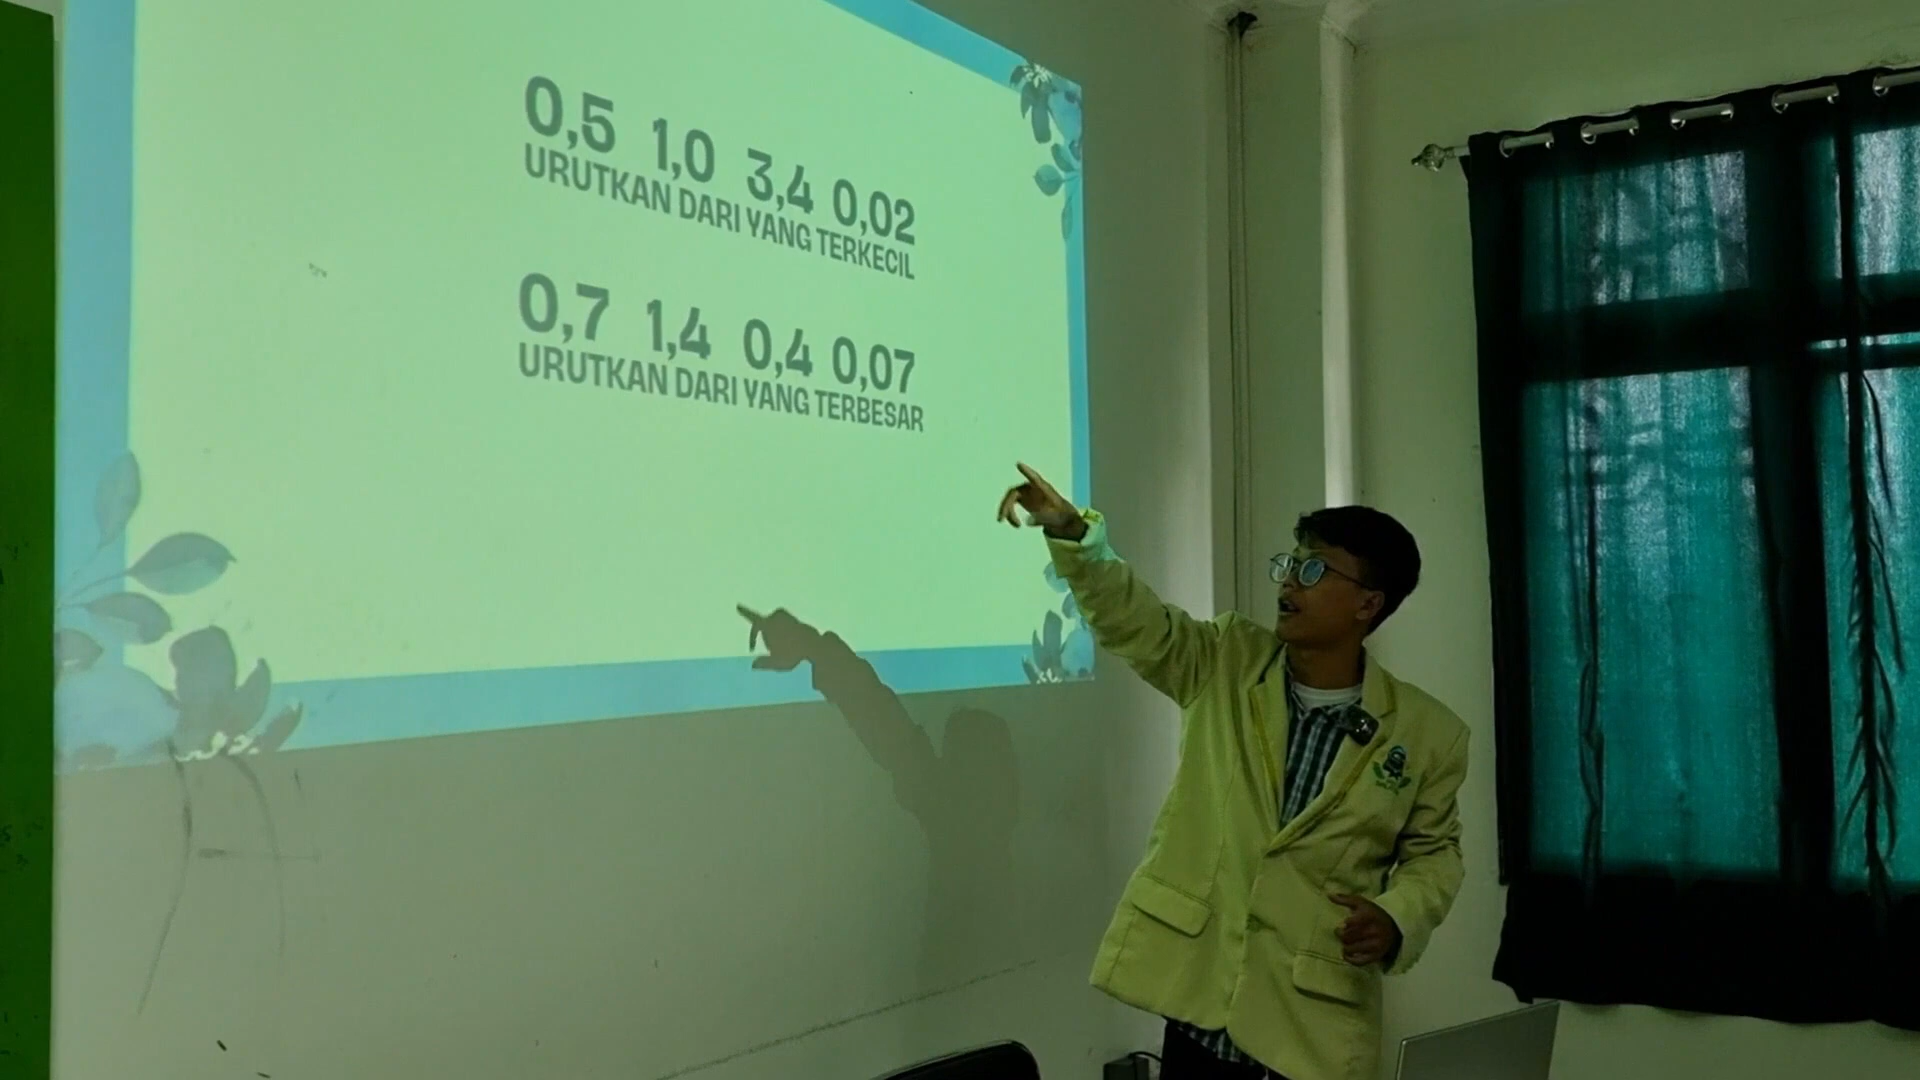 0,5 1,0 3,4 0,02
URUTKAN DARI YANG TERKECIL
0,7 1,4 0,4 0,07
URUTKAN DARI YANG TERBESAR